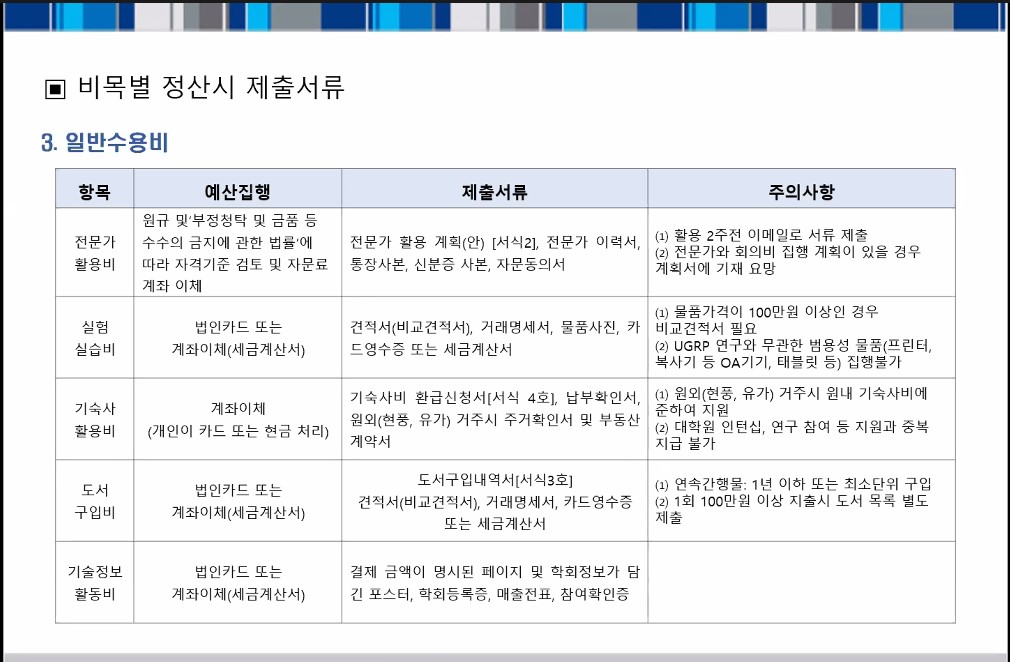 ▣ 비목별 정산시 제출서류
3. 일반수용비
항목 예산집행 제출서류 주의사항
전문가
활용비
원규 및‘부정청탁 및 금품 등
수수의 금지에 관한 법률’에
따라 자격기준 검토 및 자문료
계좌 이체
전문가 활용 계획(안) [서식2], 전문가 이력서,
통장사본, 신분증 사본, 자문동의서
(1) 활용 2주전 이메일로 서류 제출
(2) 전문가와 회의비 집행 계획이 있을 경우
계획서에 기재 요망
실험
실습비
법인카드 또는
계좌이체(세금계산서)
견적서(비교견적서), 거래명세서, 물품사진, 카
드영수증 또는 세금계산서
(1) 물품가격이 100만원 이상인 경우
비교견적서 필요
(2) UGRP 연구와 무관한 범용성 물품(프린터,
복사기 등 OA기기, 태블릿 등) 집행불가
기숙사
활용비
계좌이체
(개인이 카드 또는 현금 처리)
기숙사비 환급신청서[서식 4호], 납부확인서,
원외(현풍, 유가) 거주시 주거확인서 및 부동산
계약서
(1) 원외(현풍, 유가) 거주시 원내 기숙사비에
준하여 지원
(2) 대학원 인턴십, 연구 참여 등 지원과 중복
지급 불가
도서
구입비
법인카드 또는
계좌이체(세금계산서)
도서구입내역서[서식3호]
견적서(비교견적서), 거래명세서, 카드영수증
또는 세금계산서
(1) 연속간행물: 1년 이하 또는 최소단위 구입
(2) 1회 100만원 이상 지출시 도서 목록 별도
제출
기술정보
활동비
법인카드 또는
계좌이체(세금계산서)
결제 금액이 명시된 페이지 및 학회정보가 담
긴 포스터, 학회등록증, 매출전표, 참여확인증